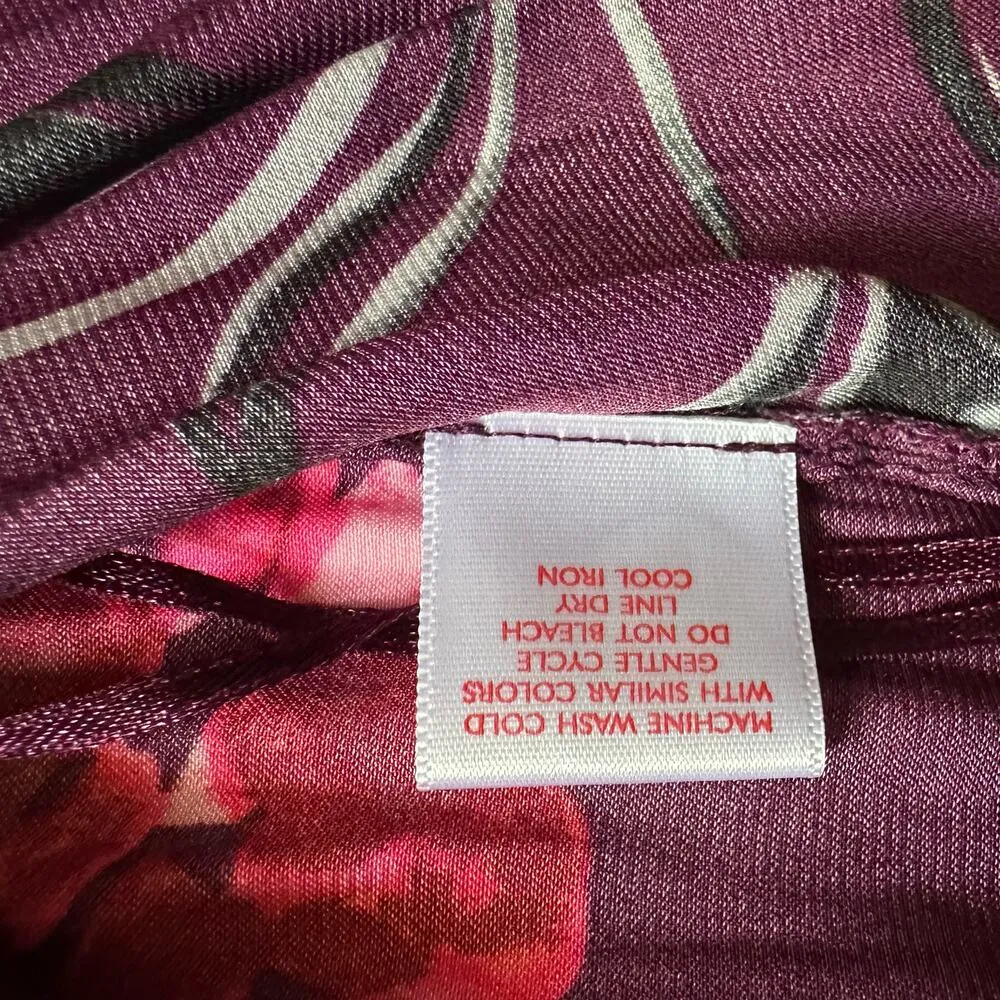 MACHINE WASH COLD
WITH SIMILAR COLORS
GENTLE CYCLE
DO NOT BLEACH
LINE DRY
COOL IRON